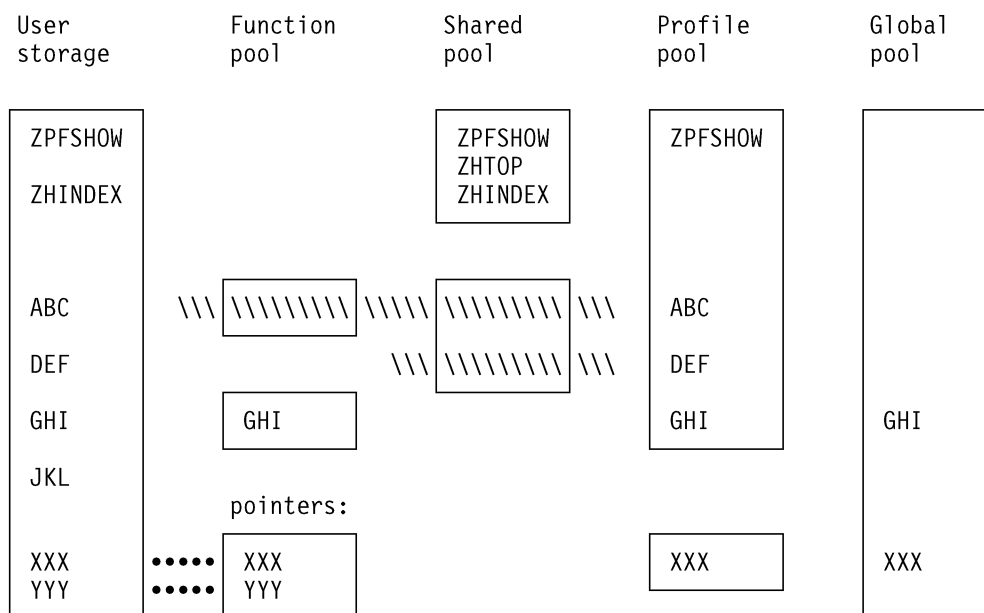 User Function Shared Profile Global
storage pool pool pool pool
ZPFSHOW ZPFSHOW ZPFSHOW
ZHTOP
ZHINDEX ZHINDEX
ABC \\\ \\\\\\\\\ \\\\\ \\\\\\\\\ \\\ ABC
DEF \\\ \\\\\\\\\ \\\ DEF
GHI GHI GHI GHI
JKL
pointers:
XXX ••••• XXX XXX XXX
YYY ••••• YYY